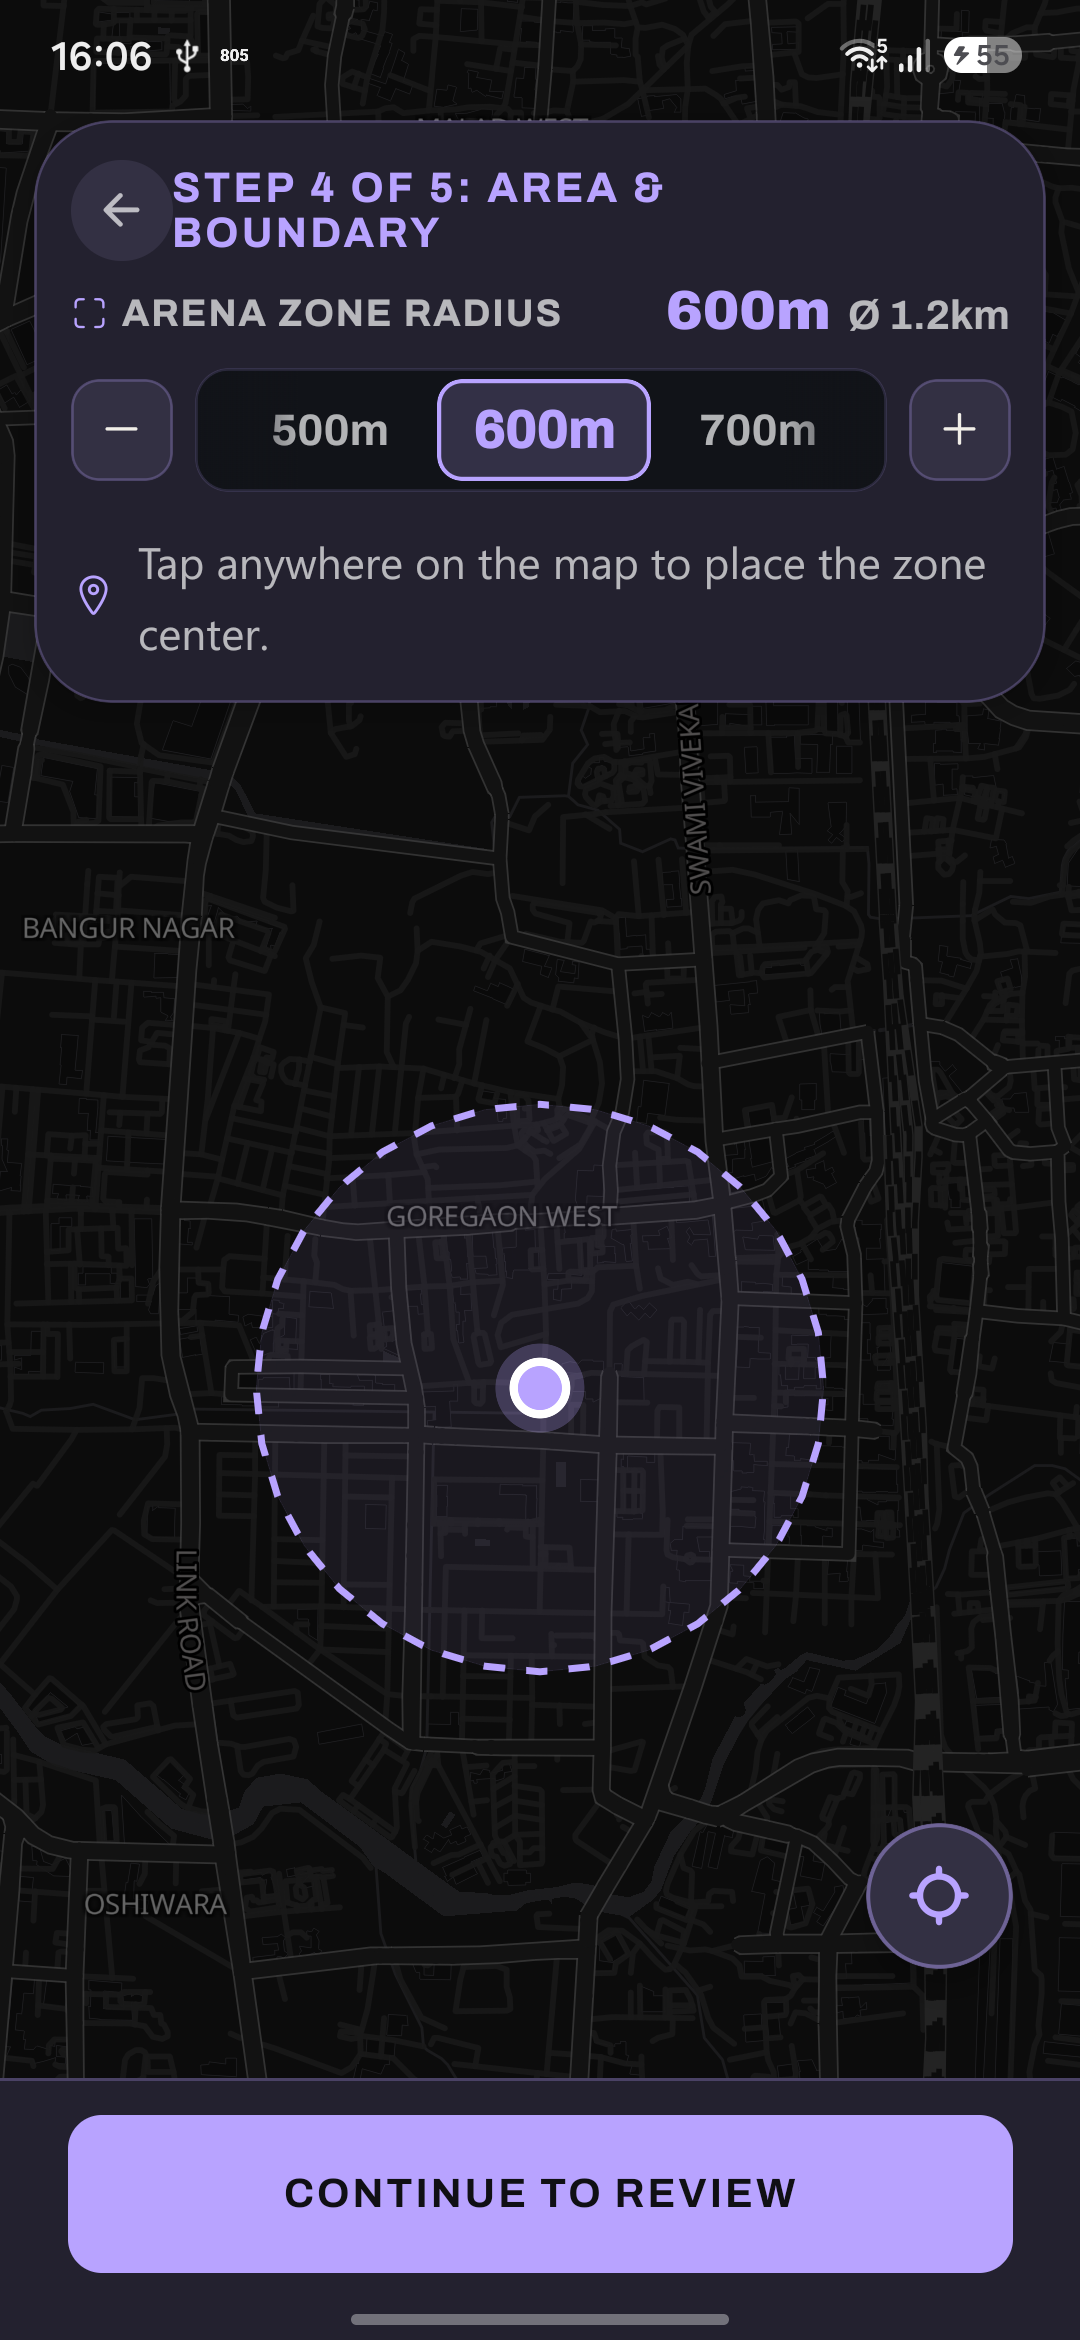 16:06 805 5 55
STEP 4 OF 5: AREA &
BOUNDARY
ARENA ZONE RADIUS 600m Ø 1.2km
500m 600m 700m
Tap anywhere on the map to place the zone
center.
SWAMI VIVEKA
BANGUR NAGAR
GOREGAON WEST
LINK ROAD
OSHIWARA
CONTINUE TO REVIEW